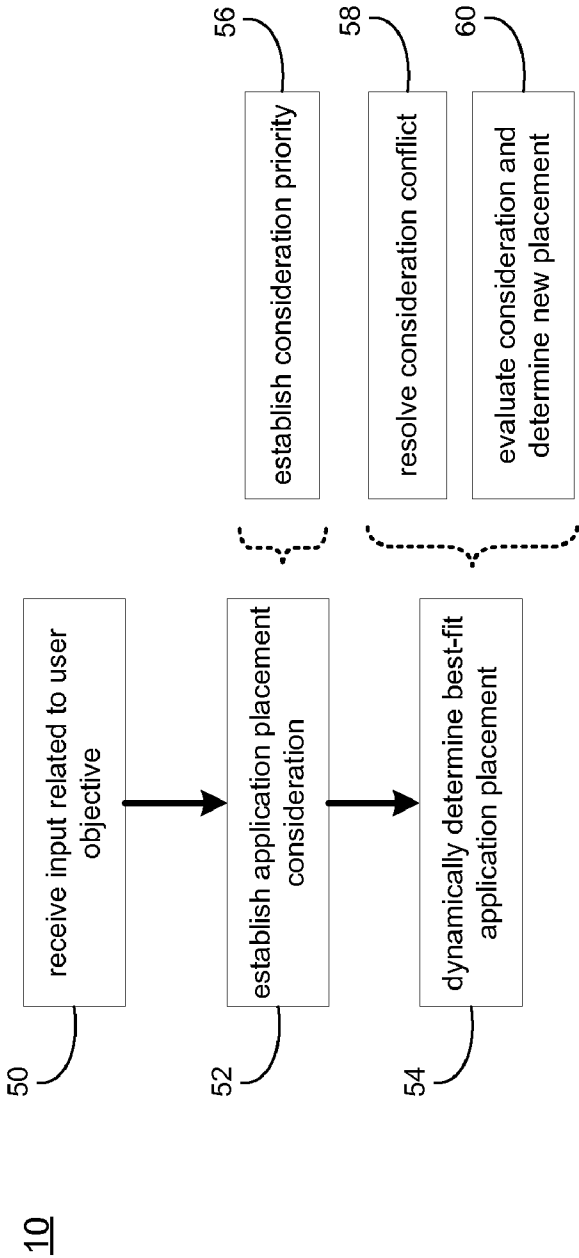 10
50
receive input related to user
objective
52
establish application placement
consideration
56
establish consideration priority
54
dynamically determine best-fit
application placement
58
resolve consideration conflict
60
evaluate consideration and
determine new placement